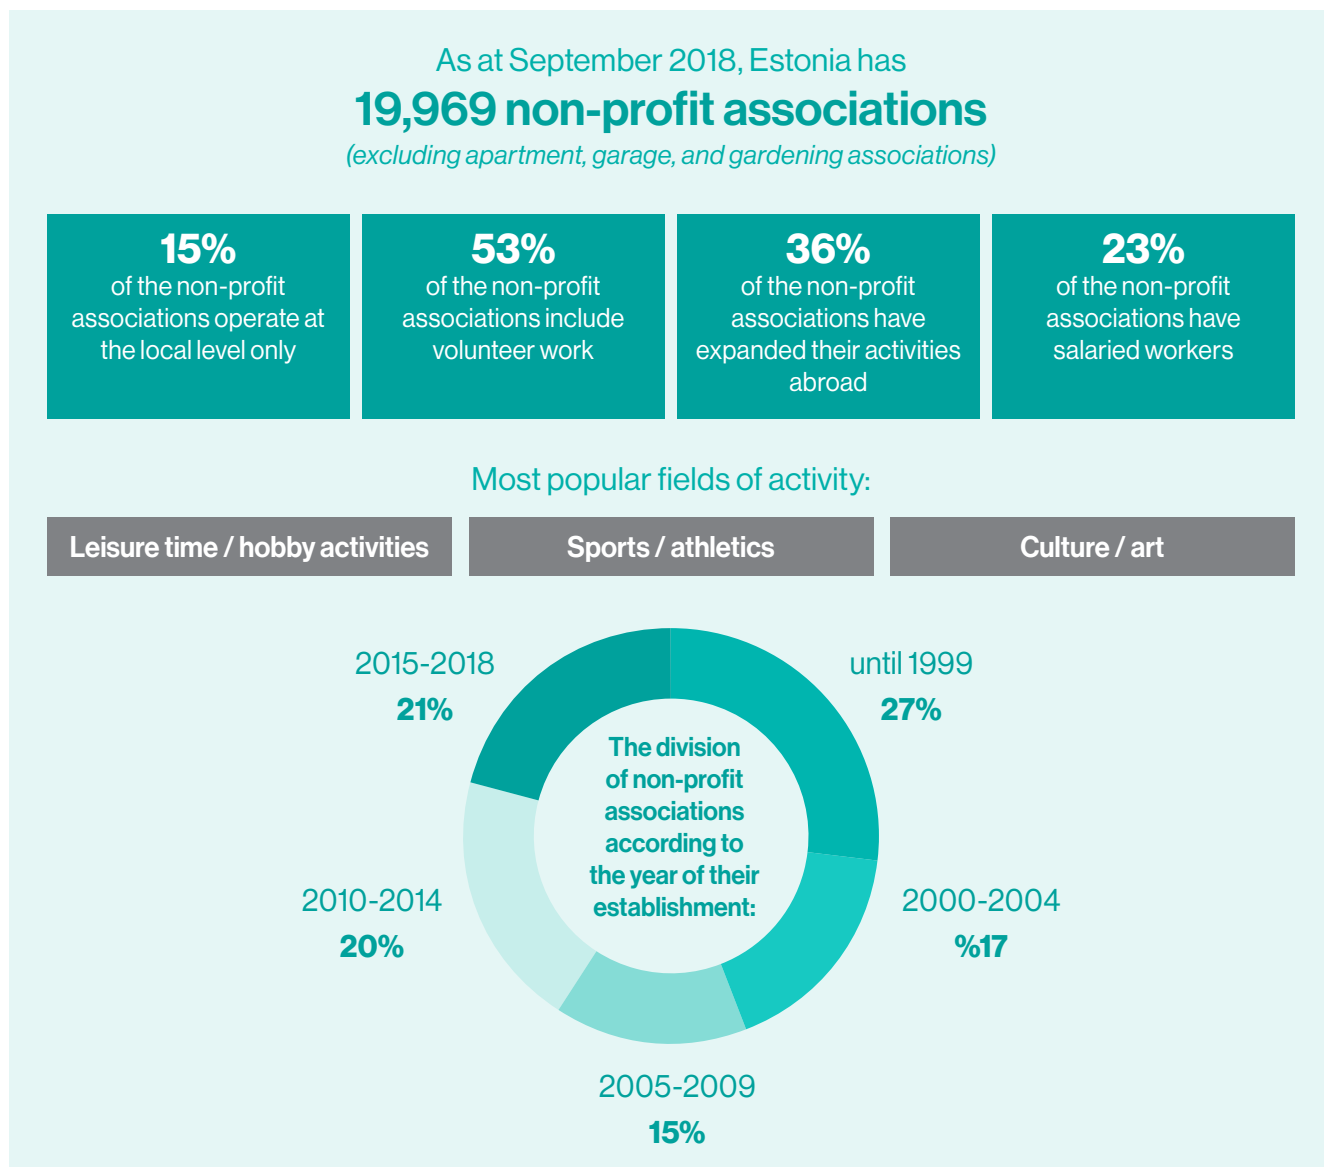 As at September 2018, Estonia has
19,969 non-profit associations
(excluding apartment, garage, and gardening associations)
15%
of the non-profit
associations operate at
the local level only
53%
of the non-profit
associations include
volunteer work
36%
of the non-profit
associations have
expanded their activities
abroad
23%
of the non-profit
associations have
salaried workers
Most popular fields of activity:
Leisure time / hobby activities
Sports / athletics
Culture / art
2015-2018
21%
until 1999
27%
The division
of non-profit
associations
according to
the year of their
establishment:
2010-2014
20%
2000-2004
%17
2005-2009
15%